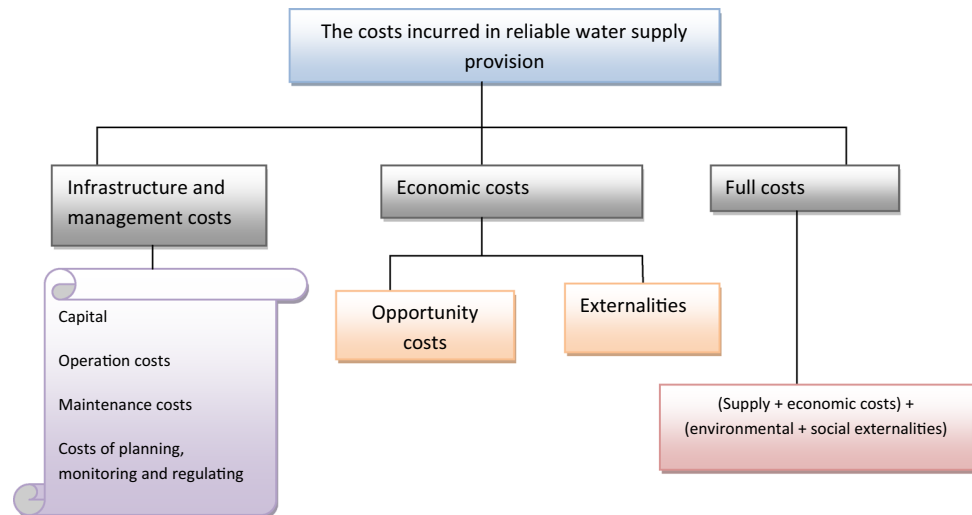 The costs incurred in reliable water supply
provision
Infrastructure and
management costs
Economic costs
Full costs
Capital
Operation costs
Maintenance costs
Costs of planning,
monitoring and regulating
Opportunity
costs
Externalities
(Supply + economic costs) +
(environmental + social externalities)